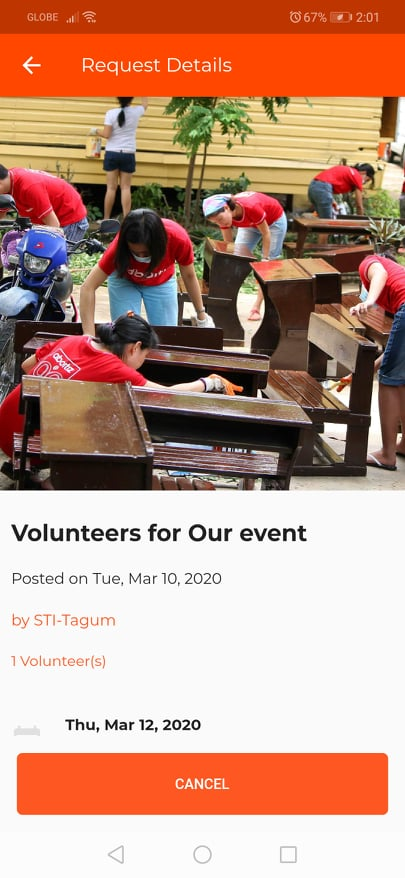 GLOBE 67% 2:01
Request Details
aboitiz
Volunteers for Our event
Posted on Tue, Mar 10, 2020
by STI-Tagum
1 Volunteer(s)
Thu, Mar 12, 2020
CANCEL